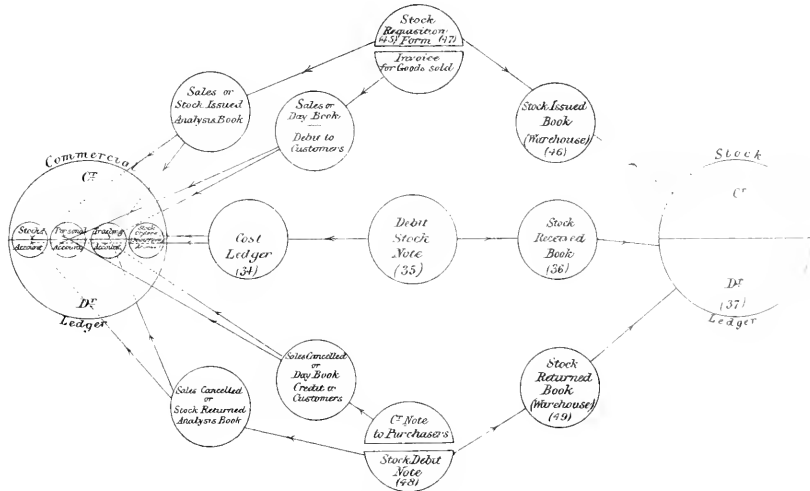 Stock
Requisition
(45) Form (47)
Invoice
for Goods sold
Sales or
Stock Issued
Analysis Book
Sales or
Day Book
Debit to
Customers
Stock Issued
Book
(Warehouse)
(46)
Commercial
Cr
Stocks
Account
Personal
Accounts
Trading
Account
Stock
Dr
Ledger
Cost
Ledger
(34)
Debit
Stock
Note
(35)
Stock
Received
Book
(36)
Stock
Cr
Dr
(37)
Ledger
Sales Cancelled
or
Stock Returned
Analysis Book
Sales Cancelled
or
Day Book
Credit to
Customers
Cr Note
to Purchasers
Stock Debit
Note
(48)
Stock
Returned
Book
(Warehouse)
(49)